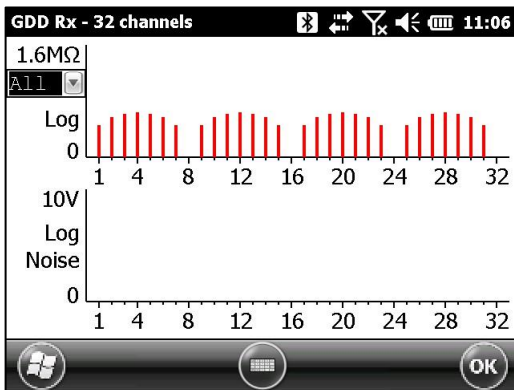 GDD Rx - 32 channels 11:06
1.6MΩ
All
Log
0
1 4 8 12 16 20 24 28 32
10V
Log
Noise
0
1 4 8 12 16 20 24 28 32
OK